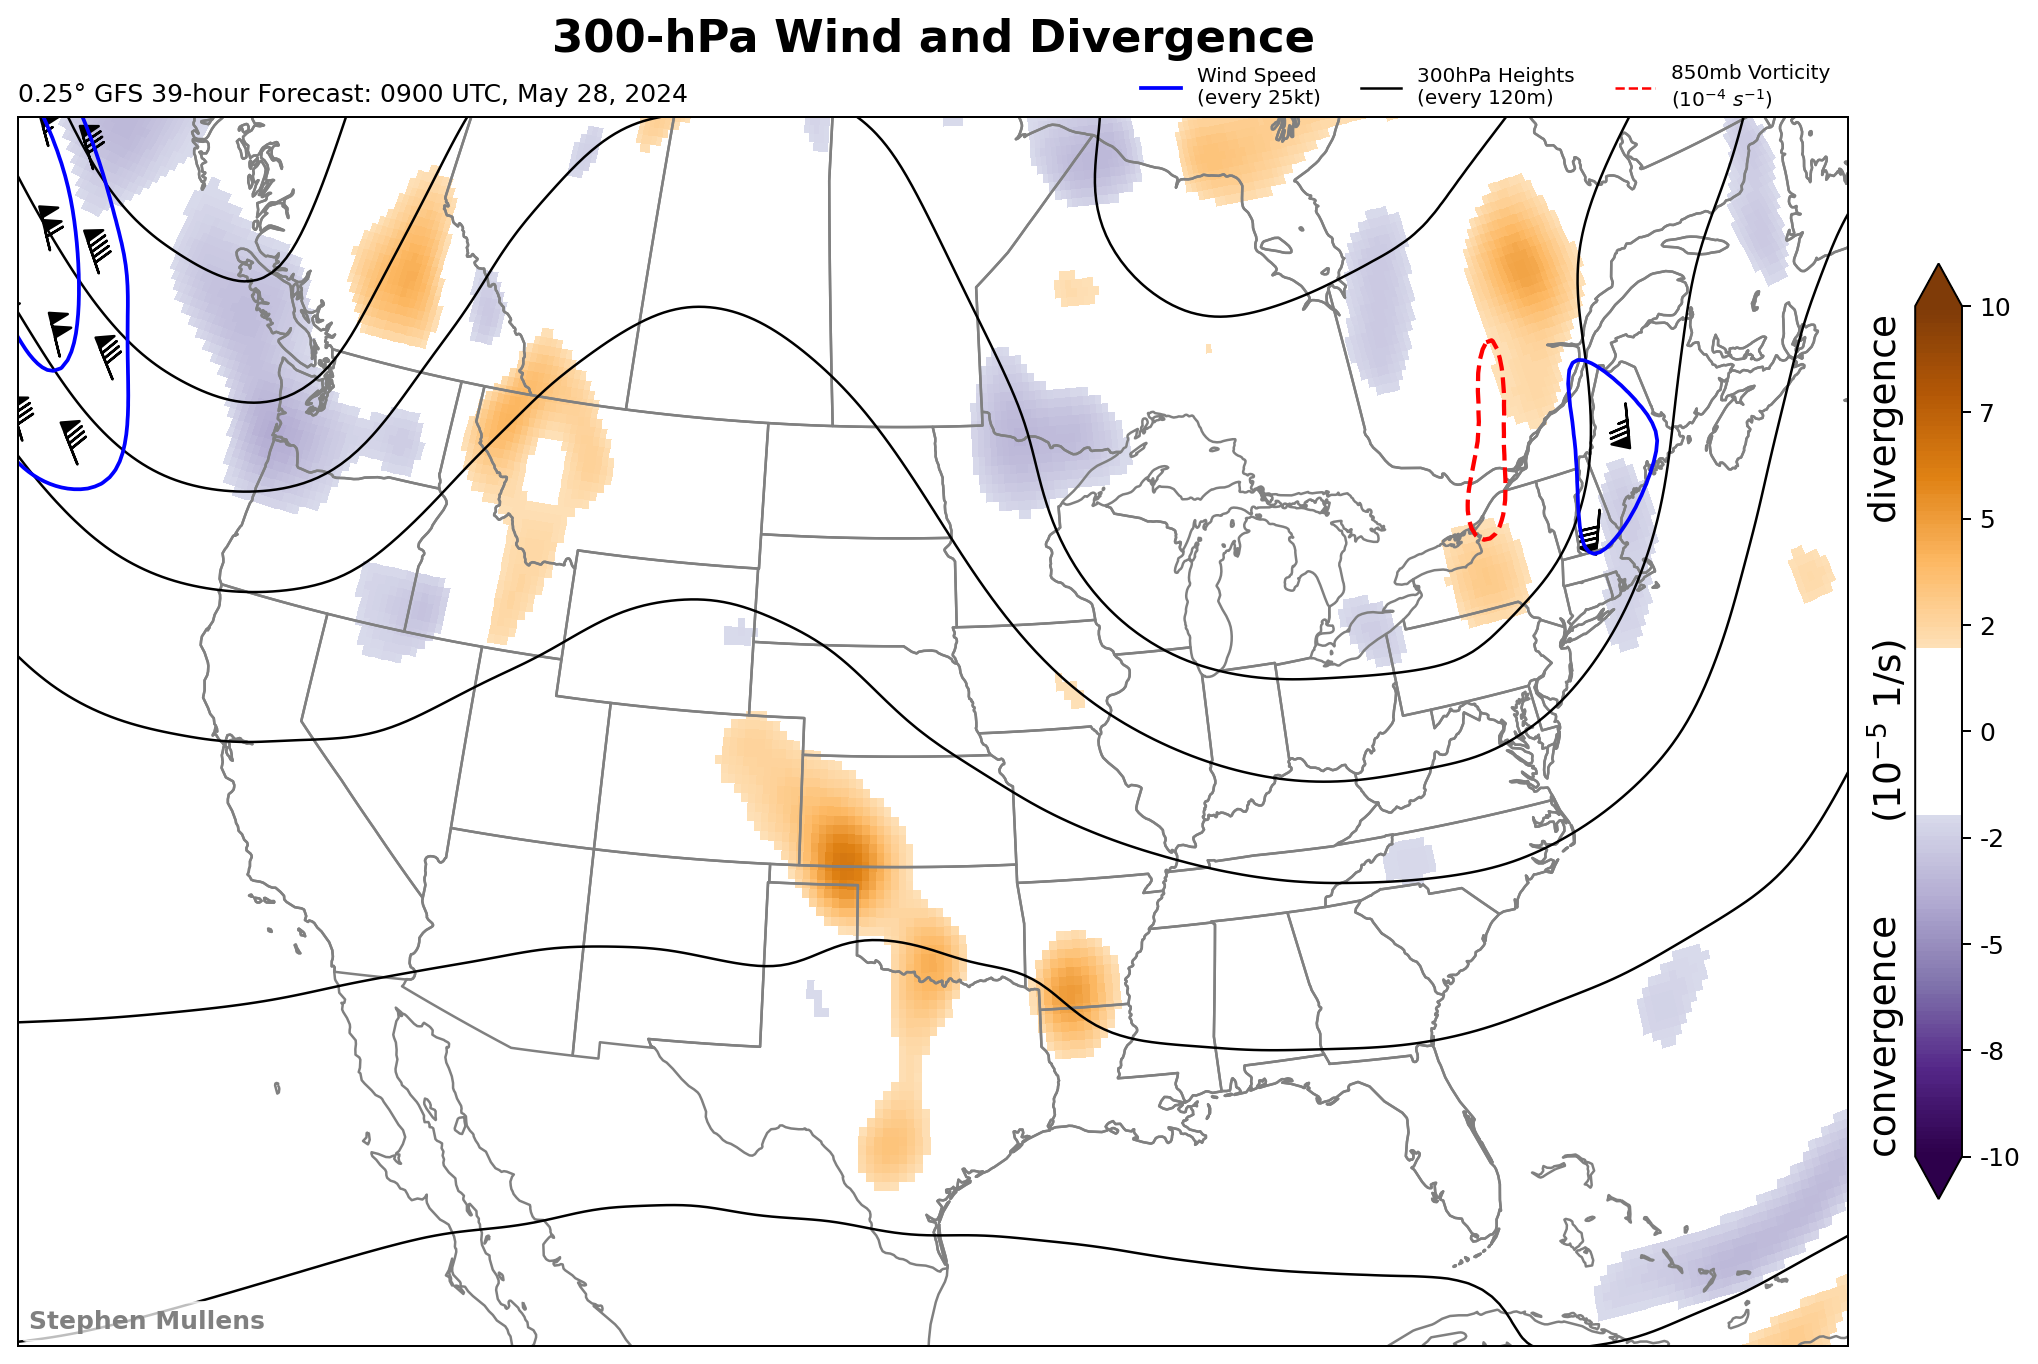 300-hPa Wind and Divergence
0.25° GFS 39-hour Forecast: 0900 UTC, May 28, 2024
Wind Speed
(every 25kt)
300hPa Heights
(every 120m)
850mb Vorticity
(10⁻⁴ s⁻¹)
10
7
5
2
0
-2
-5
-8
-10
convergence (10⁻⁵ 1/s) divergence
Stephen Mullens